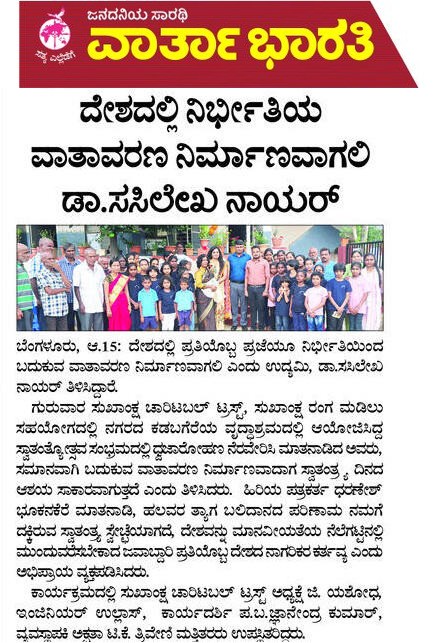 ಜನದನಿಯ ಸಾರಥಿ
ವಾರ್ತಾ ಭಾರತಿ
ಸತ್ಯ ಎಲ್ಲೆಡೆಗೆ
ದೇಶದಲ್ಲಿ ನಿರ್ಭೀತಿಯ
ವಾತಾವರಣ ನಿರ್ಮಾಣವಾಗಲಿ
ಡಾ.ಸಸಿಲೇಖ ನಾಯರ್
ಬೆಂಗಳೂರು, ಆ.15: ದೇಶದಲ್ಲಿ ಪ್ರತಿಯೊಬ್ಬ ಪ್ರಜೆಯೂ ನಿರ್ಭೀತಿಯಿಂದ
ಬದುಕುವ ವಾತಾವರಣ ನಿರ್ಮಾಣವಾಗಲಿ ಎಂದು ಉದ್ಯಮಿ, ಡಾ.ಸಸಿಲೇಖ
ನಾಯರ್ ತಿಳಿಸಿದ್ದಾರೆ.
ಗುರುವಾರ ಸುಖಾಂಕ್ಷ ಚಾರಿಟಬಲ್ ಟ್ರಸ್ಟ್, ಸುಖಾಂಕ್ಷ ರಂಗ ಮಡಿಲು
ಸಹಯೋಗದಲ್ಲಿ ನಗರದ ಕಡಬಗೆರೆಯ ವೃದ್ಧಾಶ್ರಮದಲ್ಲಿ ಆಯೋಜಿಸಿದ್ದ
ಸ್ವಾತಂತ್ರ್ಯೋತ್ಸವ ಸಂಭ್ರಮದಲ್ಲಿ ಧ್ವಜಾರೋಹಣ ನೆರವೇರಿಸಿ ಮಾತನಾಡಿದ ಅವರು,
ಸಮಾನವಾಗಿ ಬದುಕುವ ವಾತಾವರಣ ನಿರ್ಮಾಣವಾದಾಗ ಸ್ವಾತಂತ್ರ್ಯ ದಿನದ
ಆಶಯ ಸಾಕಾರವಾಗುತ್ತದೆ ಎಂದು ತಿಳಿಸಿದರು. ಹಿರಿಯ ಪತ್ರಕರ್ತ ಧರಣೇಶ್
ಭೂಕನಕೆರೆ ಮಾತನಾಡಿ, ಹಲವರ ತ್ಯಾಗ ಬಲಿದಾನದ ಪರಿಣಾಮ ನಮಗೆ
ದಕ್ಕಿರುವ ಸ್ವಾತಂತ್ರ್ಯ ಸ್ವೇಚ್ಛೆಯಾಗದೆ, ದೇಶವನ್ನು ಮಾನವೀಯತೆಯ ನೆಲೆಗಟ್ಟಿನಲ್ಲಿ
ಮುಂದುವರೆಸಬೇಕಾದ ಜವಾಬ್ದಾರಿ ಪ್ರತಿಯೊಬ್ಬ ದೇಶದ ನಾಗರಿಕರ ಕರ್ತವ್ಯ ಎಂದು
ಅಭಿಪ್ರಾಯ ವ್ಯಕ್ತಪಡಿಸಿದರು.
ಕಾರ್ಯಕ್ರಮದಲ್ಲಿ ಸುಖಾಂಕ್ಷ ಚಾರಿಟಬಲ್ ಟ್ರಸ್ಟ್ ಅಧ್ಯಕ್ಷೆ ಜಿ. ಯಶೋಧ,
ಇಂಜಿನಿಯರ್ ಉಲ್ಲಾಸ್, ಕಾರ್ಯದರ್ಶಿ ಪ.ಬ.ಜ್ಞಾನೇಂದ್ರ ಕುಮಾರ್,
ವ್ಯವಸ್ಥಾಪಕಿ ಅಕ್ಷತಾ ಟಿ.ಕೆ. ತ್ರಿವೇಣಿ ಮತ್ತಿತರರು ಉಪಸ್ಥಿತರಿದ್ದರು.